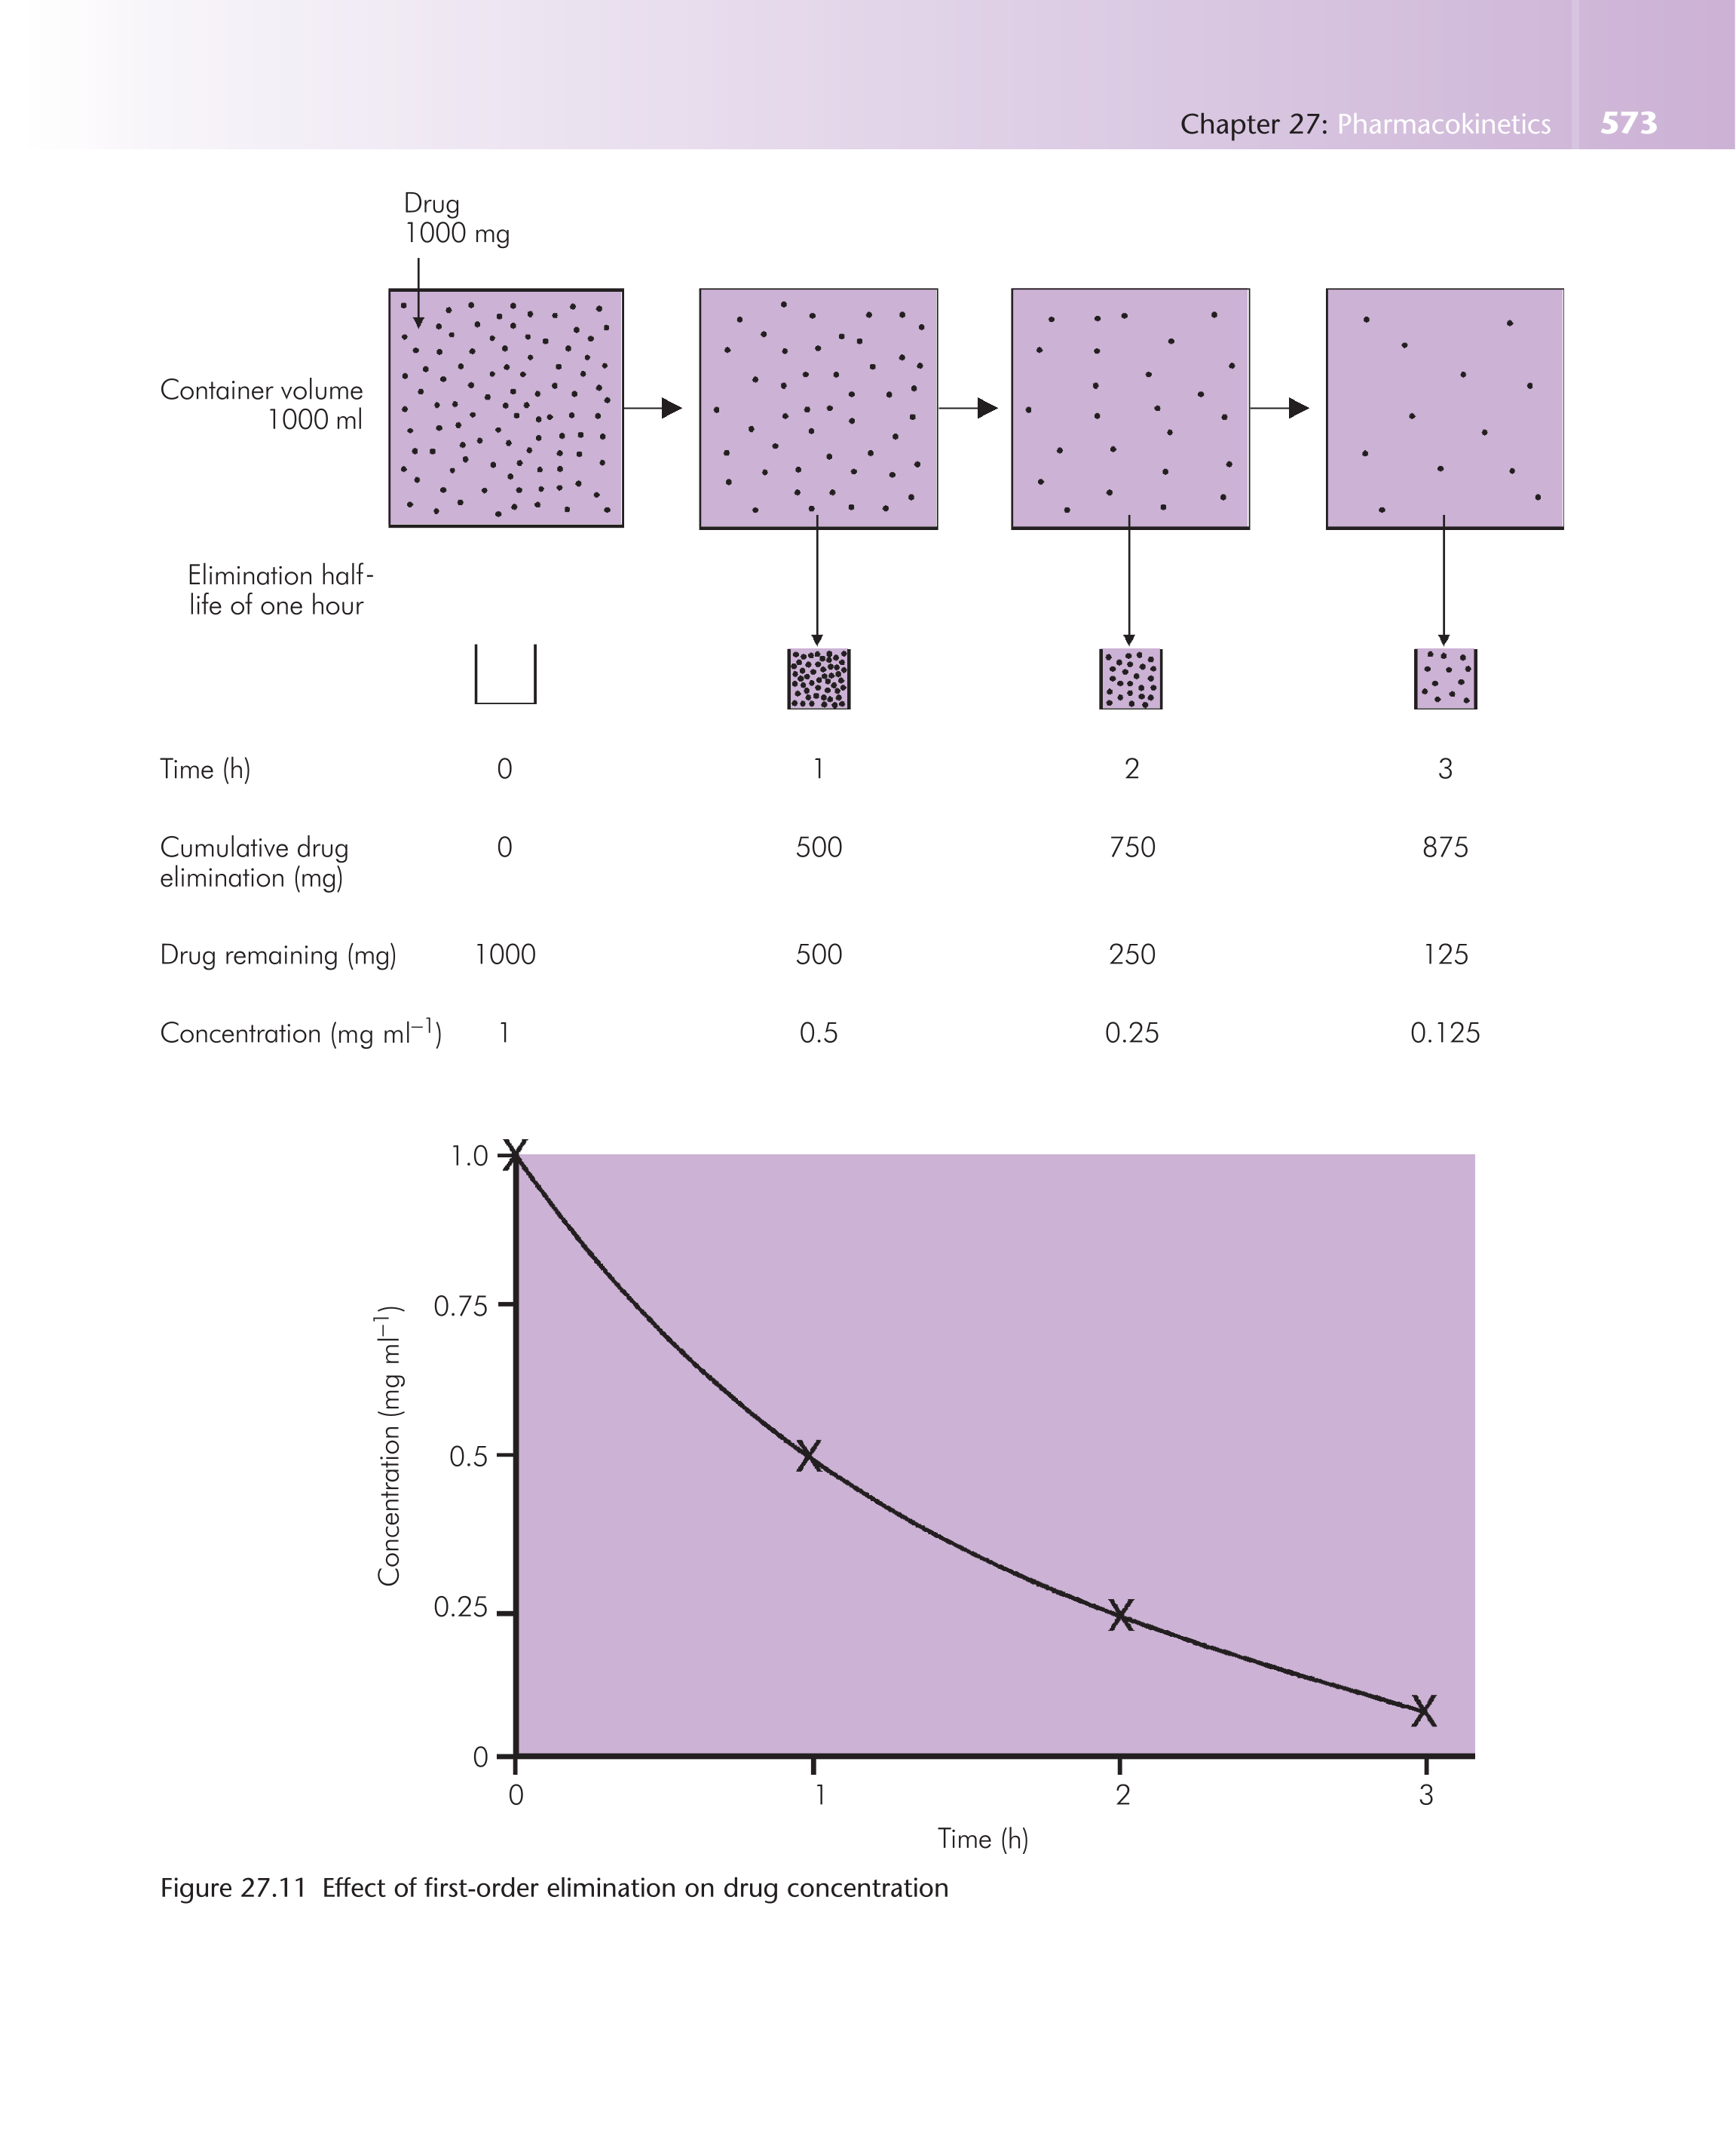 Chapter 27: Pharmacokinetics 573
Drug
1000 mg
Container volume
1000 ml
Elimination half-
life of one hour
Time (h) 0 1 2 3
Cumulative drug
elimination (mg) 0 500 750 875
Drug remaining (mg) 1000 500 250 125
Concentration (mg ml⁻¹) 1 0.5 0.25 0.125
1.0
0.75
0.5
0.25
0
Concentration (mg ml⁻¹)
0 1 2 3
Time (h)
Figure 27.11 Effect of first-order elimination on drug concentration